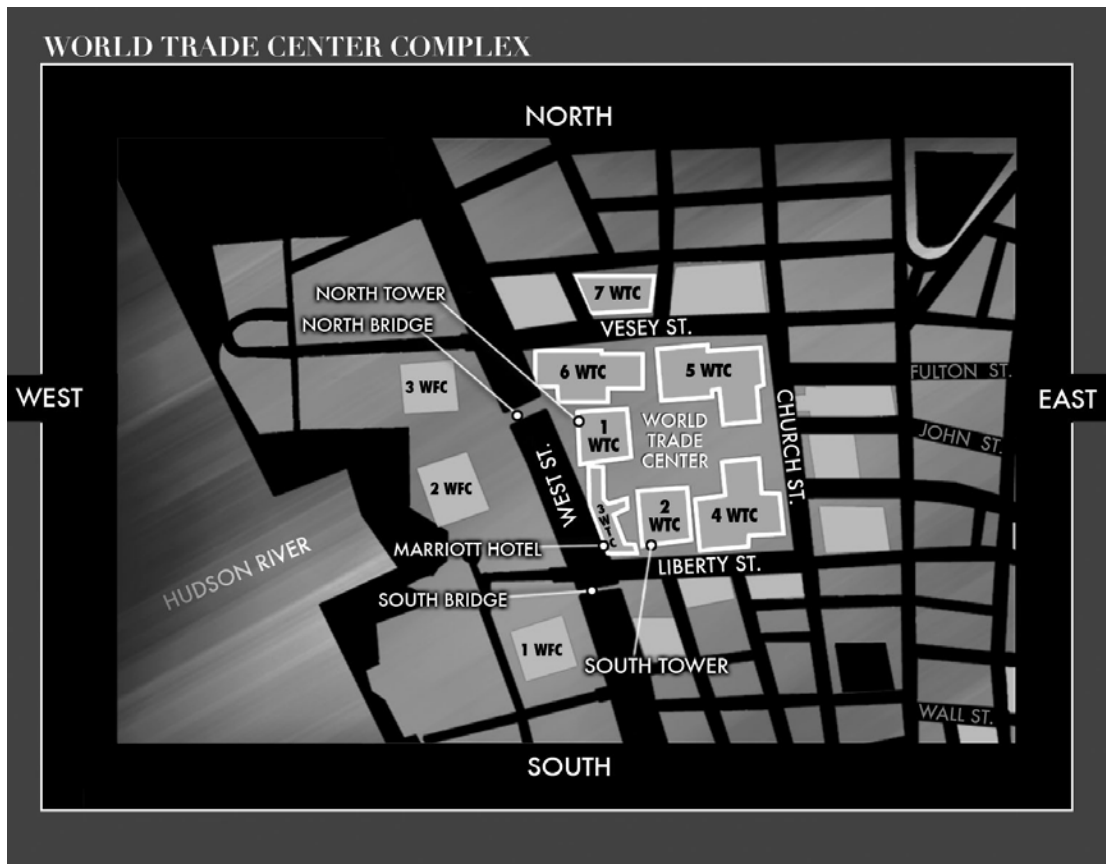 WORLD TRADE CENTER COMPLEX
NORTH
7 WTC
NORTH TOWER
NORTH BRIDGE
VESEY ST.
6 WTC
5 WTC
3 WFC
FULTON ST.
WEST
EAST
CHURCH ST.
1
WTC
WORLD
TRADE
CENTER
JOHN ST.
WEST ST.
2 WFC
3 WTC
2
WTC
4 WTC
MARRIOTT HOTEL
LIBERTY ST.
HUDSON RIVER
SOUTH BRIDGE
1 WFC
SOUTH TOWER
WALL ST.
SOUTH